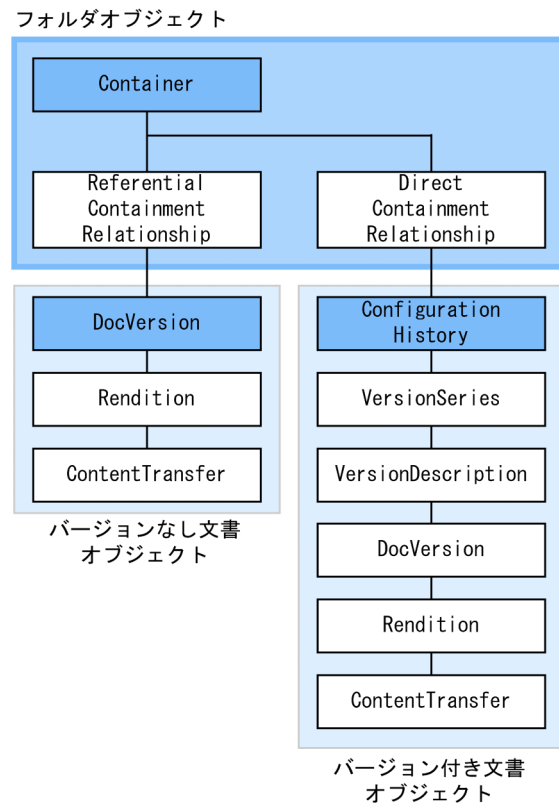 フォルダオブジェクト
Container
Referential
Containment
Relationship
Direct
Containment
Relationship
DocVersion
Rendition
ContentTransfer
バージョンなし文書
オブジェクト
Configuration
History
VersionSeries
VersionDescription
DocVersion
Rendition
ContentTransfer
バージョン付き文書
オブジェクト